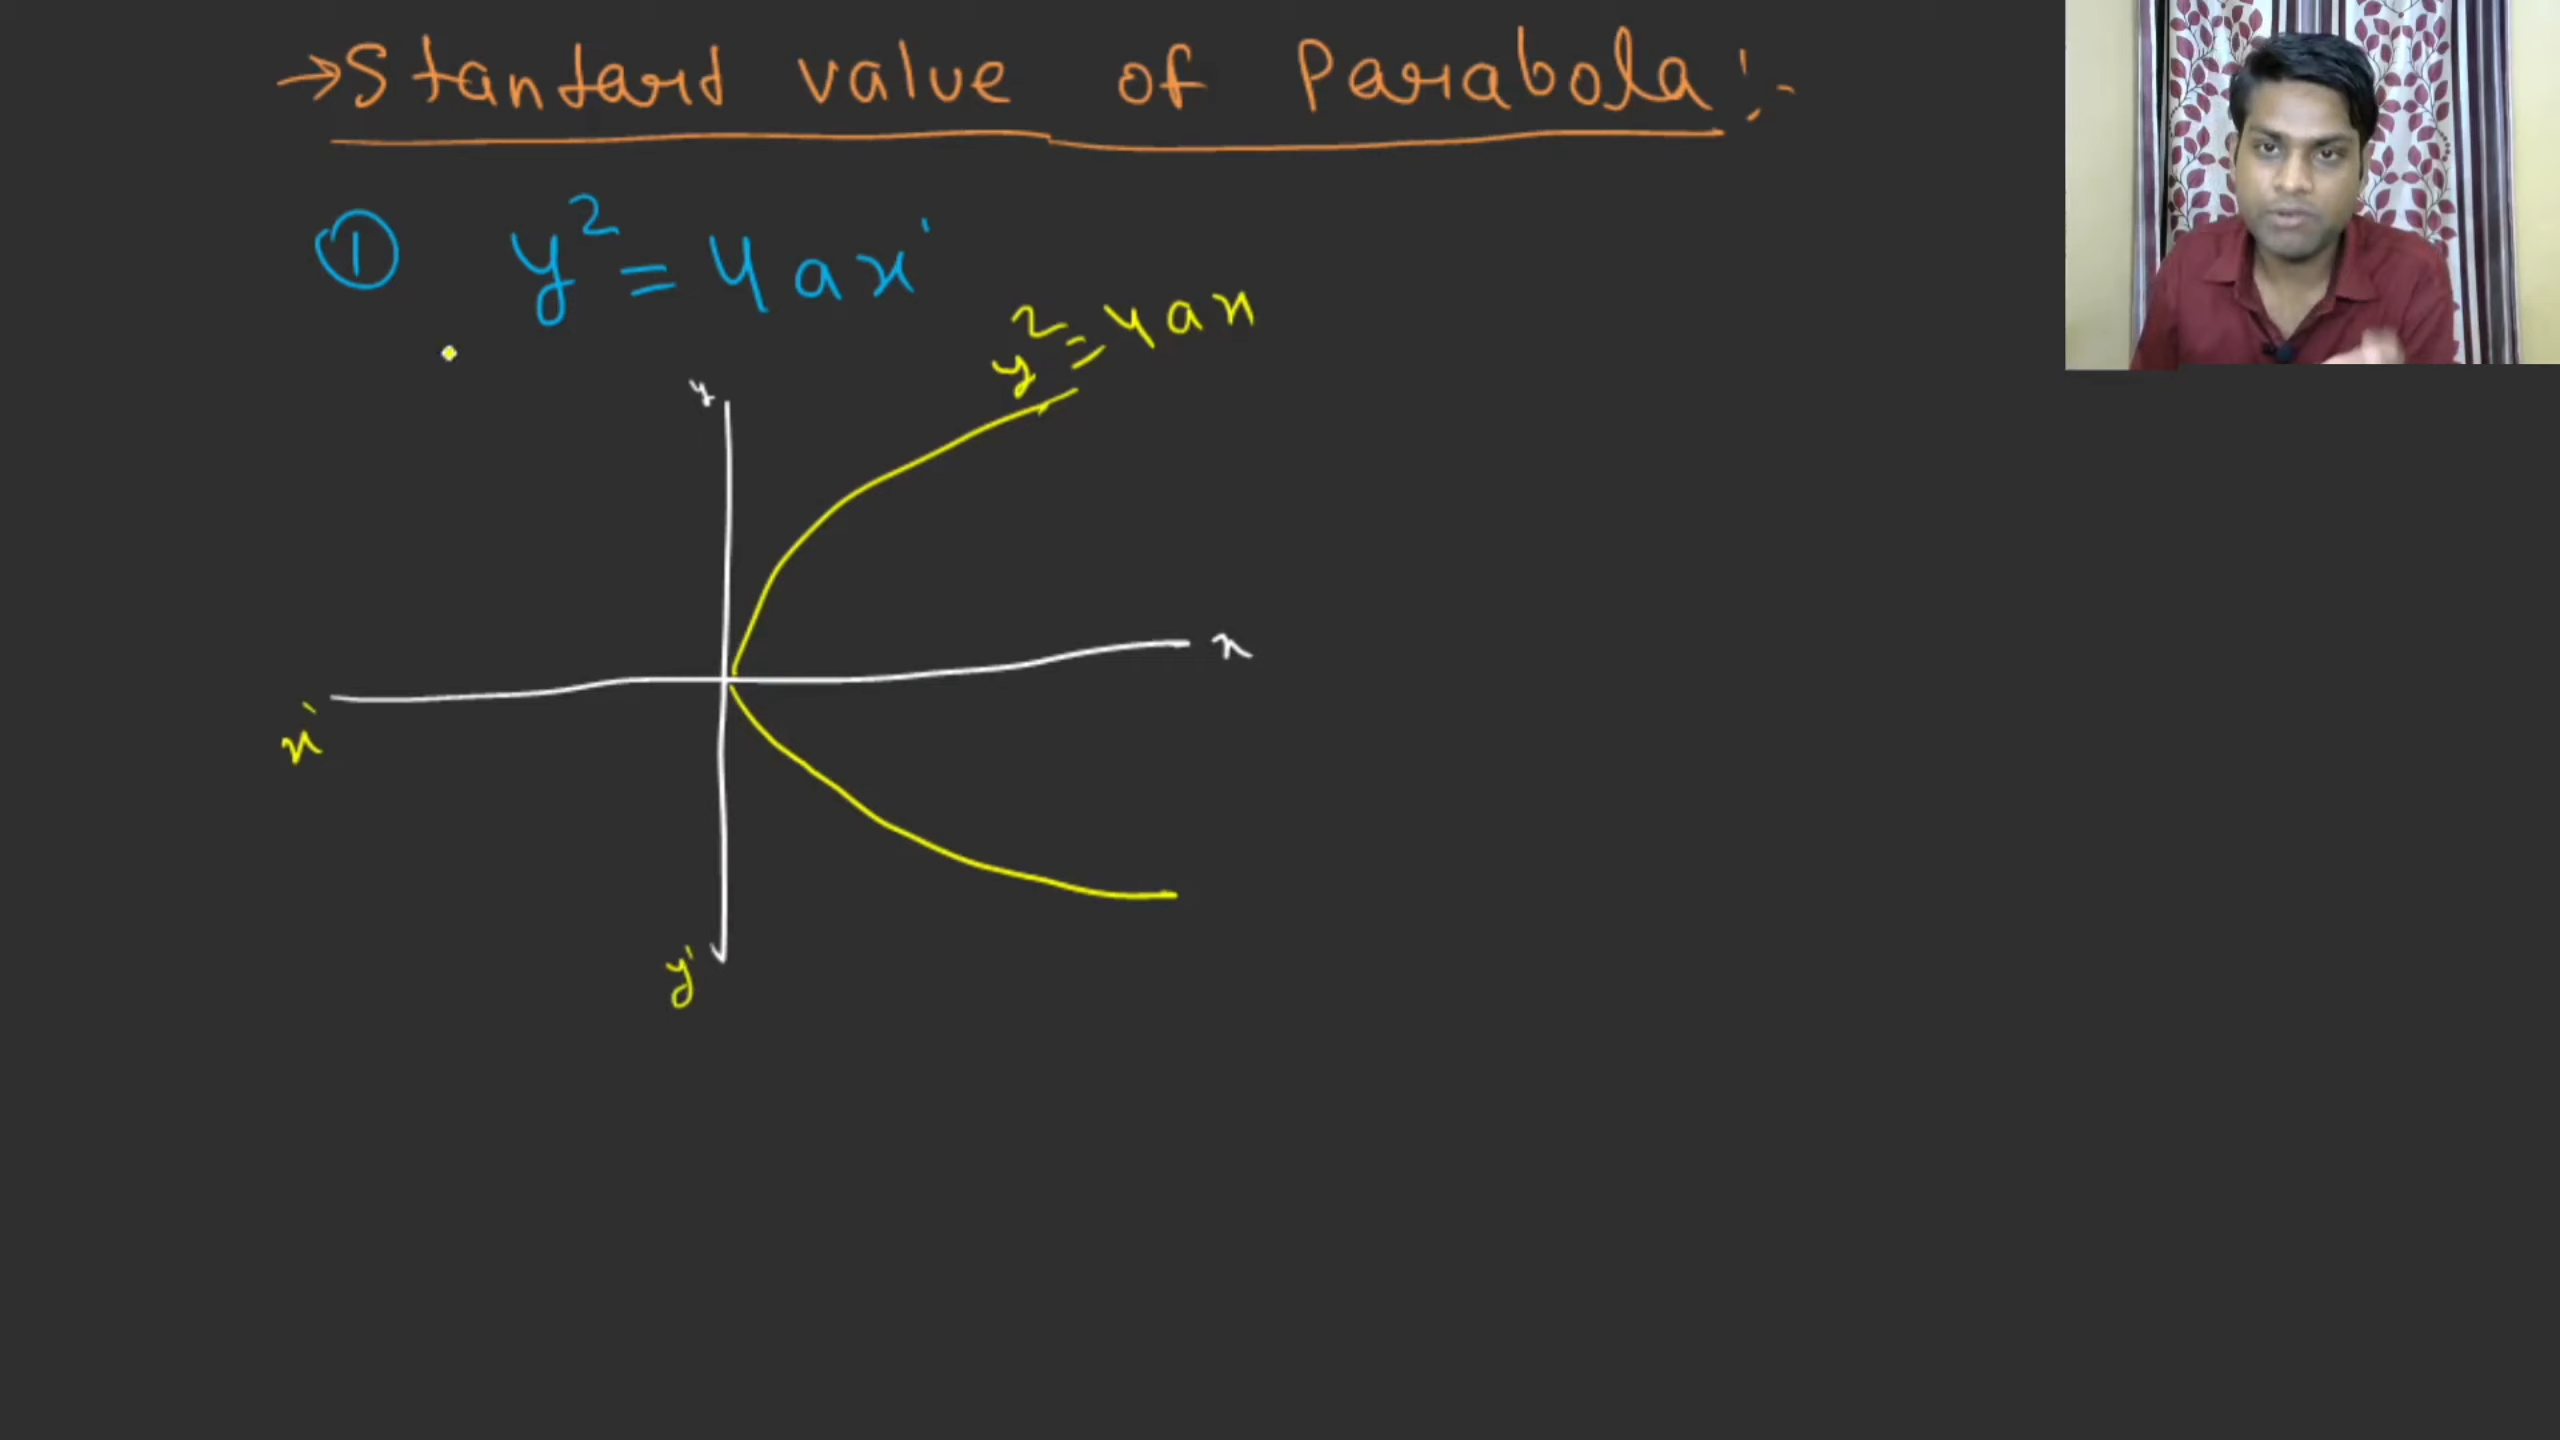 →Standard value of Parabola:-
① y²=4ax'
y²=4ax
y
x
x'
y'